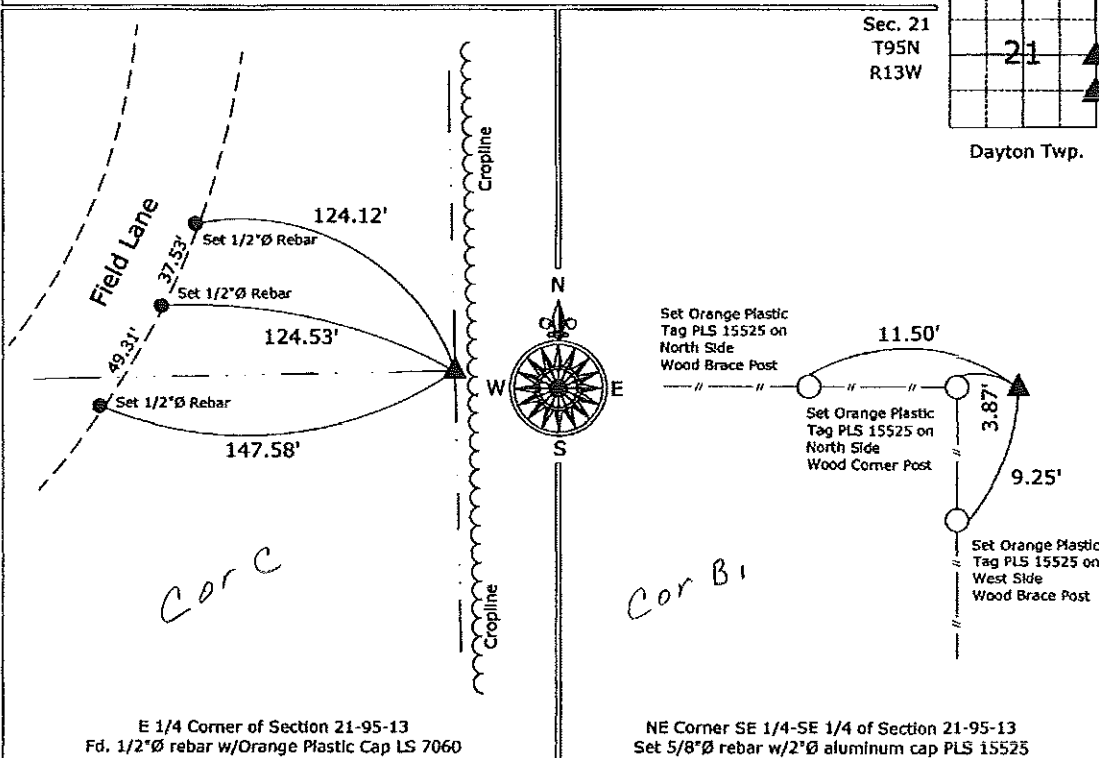 Sec. 21
T95N
R13W
21
Dayton Twp.
Field Lane
Cropline
124.12'
Set 1/2"Ø Rebar
37.53'
Set 1/2"Ø Rebar
124.53'
49.31'
Set 1/2"Ø Rebar
147.58'
Cor C
Cropline
E 1/4 Corner of Section 21-95-13
Fd. 1/2"Ø rebar w/Orange Plastic Cap LS 7060
N
W
E
S
Set Orange Plastic
Tag PLS 15525 on
North Side
Wood Brace Post
11.50'
Set Orange Plastic
Tag PLS 15525 on
North Side
Wood Corner Post
3.87'
9.25'
Set Orange Plastic
Tag PLS 15525 on
West Side
Wood Brace Post
Cor B1
NE Corner SE 1/4-SE 1/4 of Section 21-95-13
Set 5/8"Ø rebar w/2"Ø aluminum cap PLS 15525